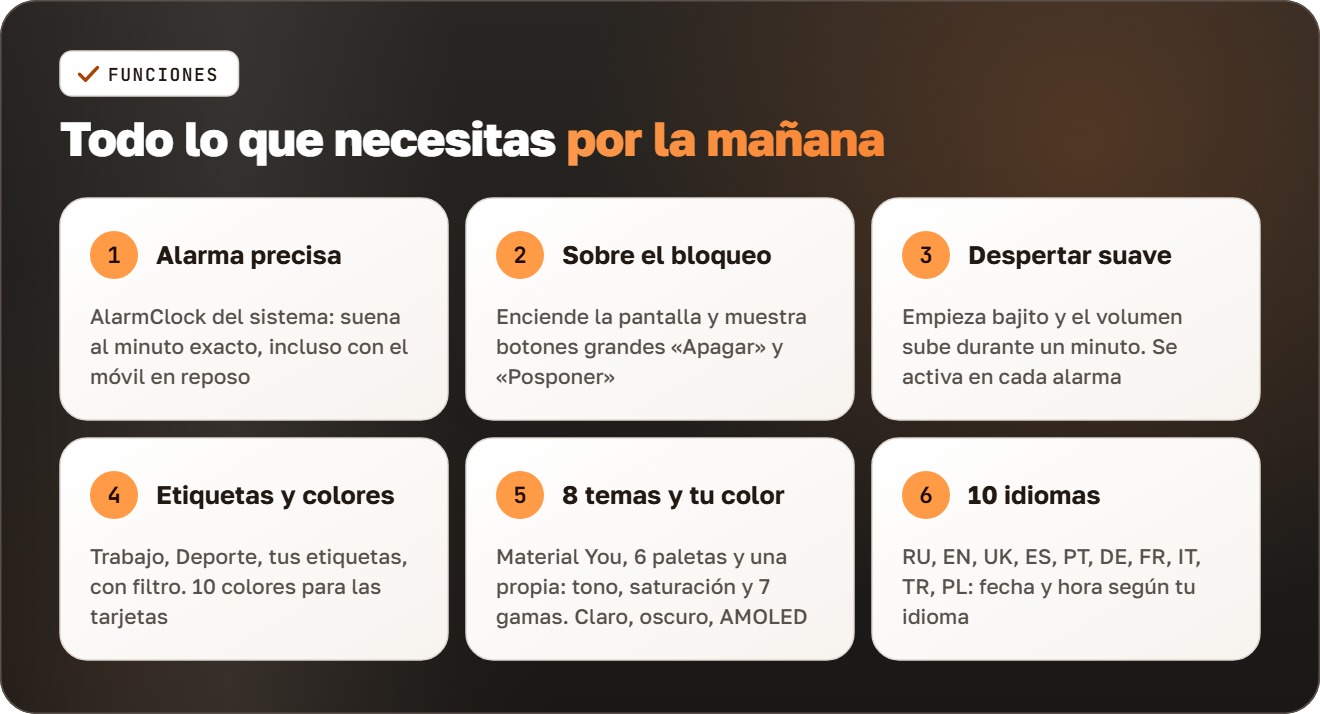 FUNCIONES
Todo lo que necesitas por la mañana
1 Alarma precisa
AlarmClock del sistema: suena
al minuto exacto, incluso con el
móvil en reposo
2 Sobre el bloqueo
Enciende la pantalla y muestra
botones grandes «Apagar» y
«Posponer»
3 Despertar suave
Empieza bajito y el volumen
sube durante un minuto. Se
activa en cada alarma
4 Etiquetas y colores
Trabajo, Deporte, tus etiquetas,
con filtro. 10 colores para las
tarjetas
5 8 temas y tu color
Material You, 6 paletas y una
propia: tono, saturación y 7
gamas. Claro, oscuro, AMOLED
6 10 idiomas
RU, EN, UK, ES, PT, DE, FR, IT,
TR, PL: fecha y hora según tu
idioma